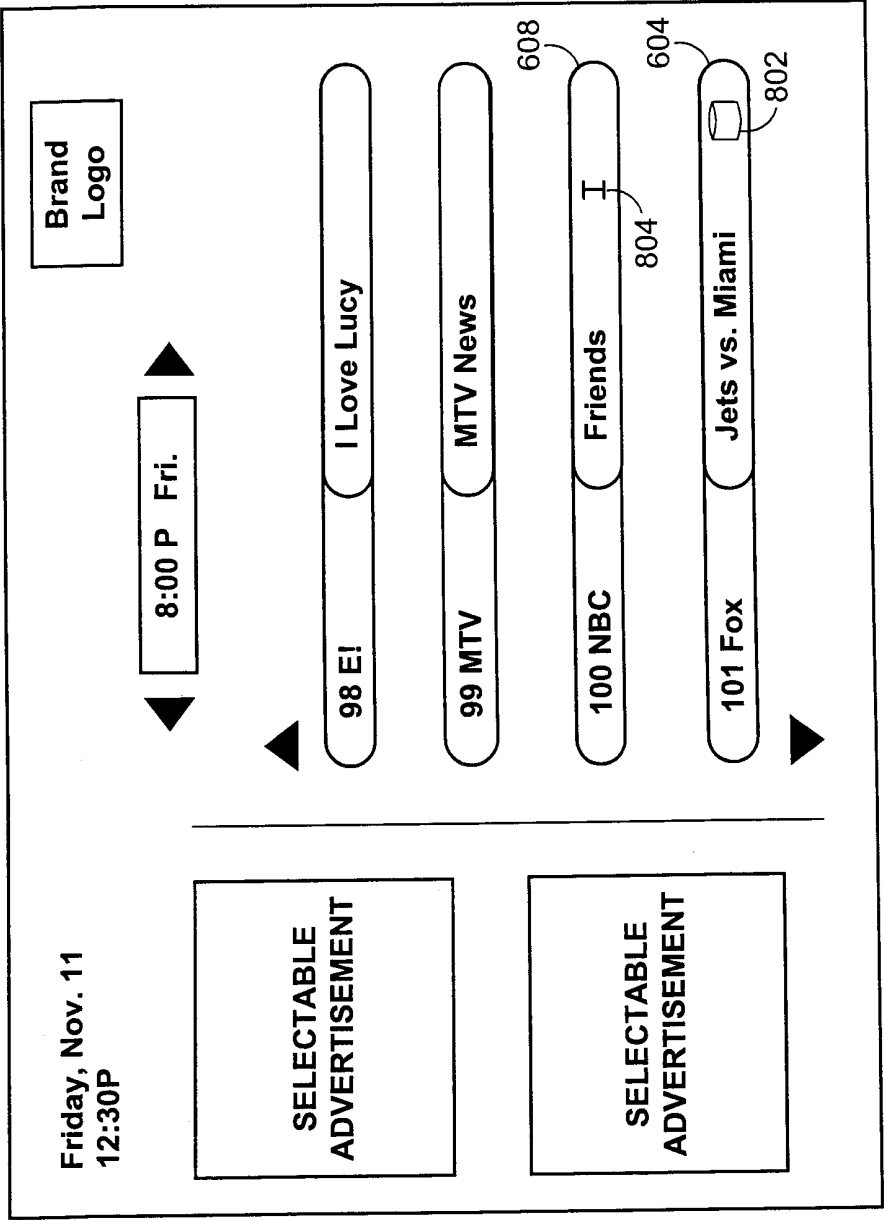 Friday, Nov. 11
12:30P
Brand
Logo
8:00 P Fri.
SELECTABLE
ADVERTISEMENT
SELECTABLE
ADVERTISEMENT
98 E! I Love Lucy
99 MTV MTV News
100 NBC Friends
608
804
101 Fox Jets vs. Miami
604
802